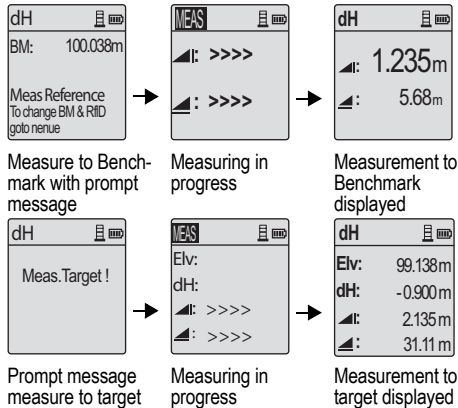 dH
BM: 100.038m
Meas Reference
To change BM & RfID
goto nenue
MEAS
: >>>>
: >>>>
dH
: 1.235m
: 5.68m
Measure to Bench-
mark with prompt
message
Measuring in
progress
Measurement to
Benchmark
displayed
dH
Meas.Target !
MEAS
Elv:
dH:
: >>>>
: >>>>
dH
Elv: 99.138m
dH: -0.900m
: 2.135m
: 31.11m
Prompt message
measure to target
Measuring in
progress
Measurement to
target displayed